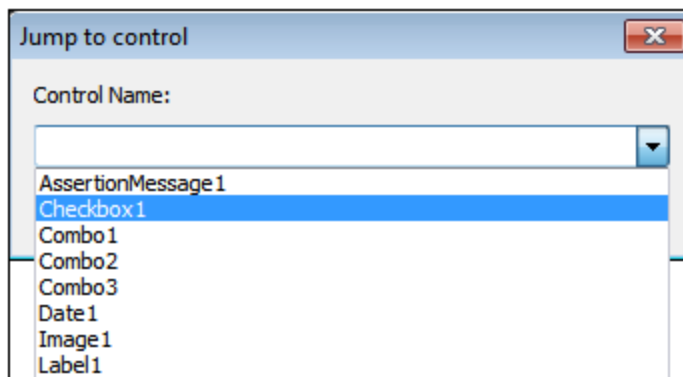 Jump to control
Control Name:
AssertionMessage1
Checkbox1
Combo1
Combo2
Combo3
Date1
Image1
Label1